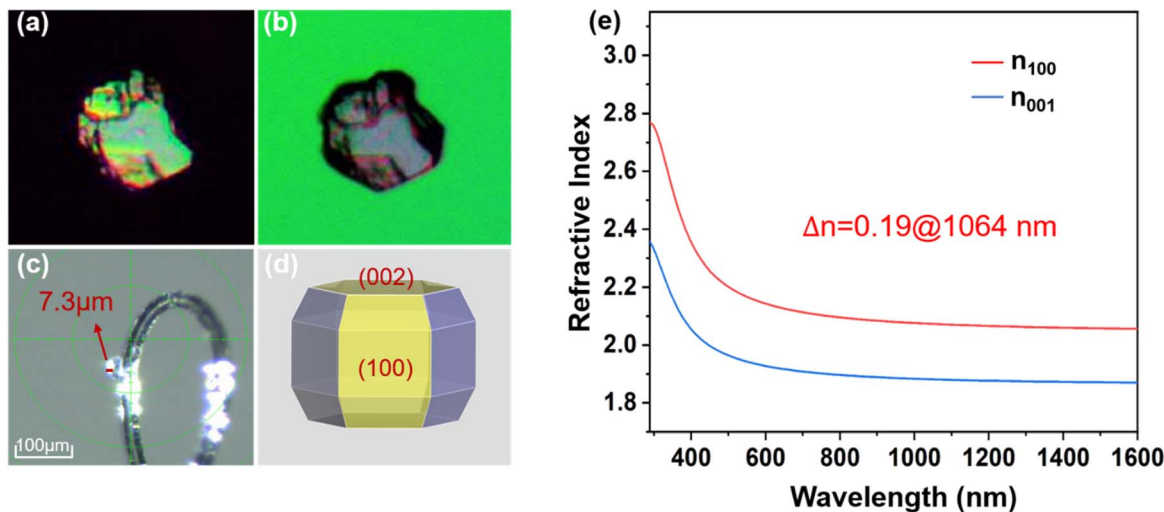 (a)
(b)
(c)
7.3μm
100μm
(d)
(002)
(100)
(e)
Refractive Index
3.0
2.8
2.6
2.4
2.2
2.0
1.8
n100
n001
Δn=0.19@1064 nm
400 600 800 1000 1200 1400 1600
Wavelength (nm)